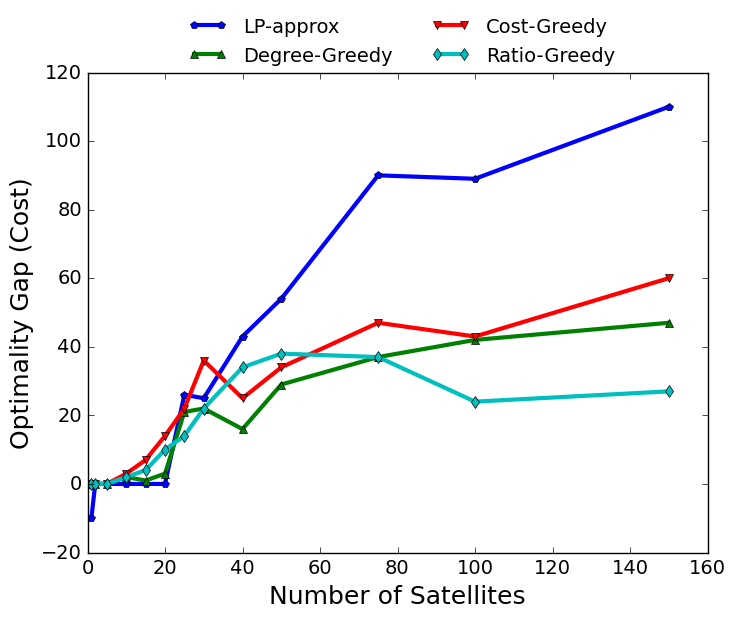 LP-approx
Degree-Greedy
Cost-Greedy
Ratio-Greedy
120
100
80
60
40
20
0
−20
Optimality Gap (Cost)
0 20 40 60 80 100 120 140 160
Number of Satellites